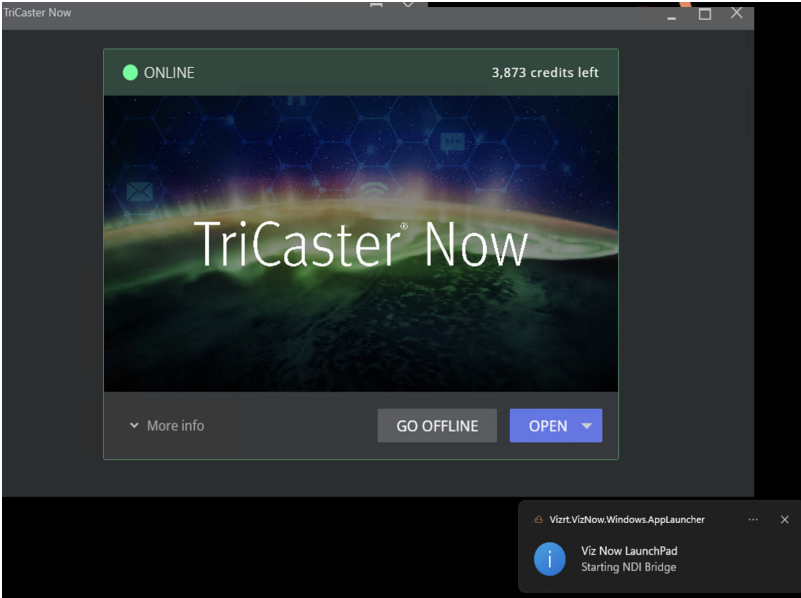 TriCaster Now
ONLINE
3,873 credits left
TriCaster® Now
More info
GO OFFLINE
OPEN
Vizrt.VizNow.Windows.AppLauncher
Viz Now LaunchPad
Starting NDI Bridge